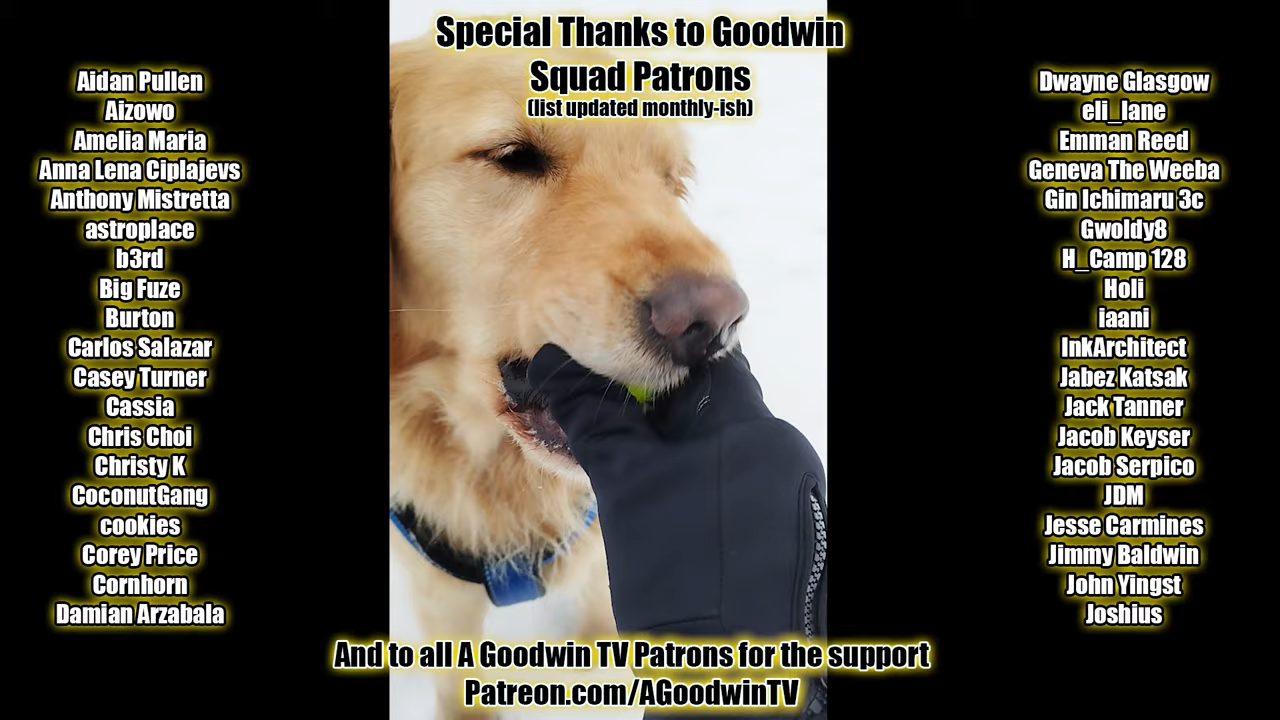 Special Thanks to Goodwin
Squad Patrons
(list updated monthly-ish)
Aidan Pullen
Aizowo
Amelia Maria
Anna Lena Ciplajevs
Anthony Mistretta
astroplace
b3rd
Big Fuze
Burton
Carlos Salazar
Casey Turner
Cassia
Chris Choi
Christy K
CoconutGang
cookies
Corey Price
Cornhorn
Damian Arzabala
Dwayne Glasgow
eli_lane
Emman Reed
Geneva The Weeba
Gin Ichimaru 3c
Gwoldy8
H_Camp 128
Holi
iaani
InkArchitect
Jabez Katsak
Jack Tanner
Jacob Keyser
Jacob Serpico
JDM
Jesse Carmines
Jimmy Baldwin
John Yingst
Joshius
And to all A Goodwin TV Patrons for the support
Patreon.com/AGoodwinTV